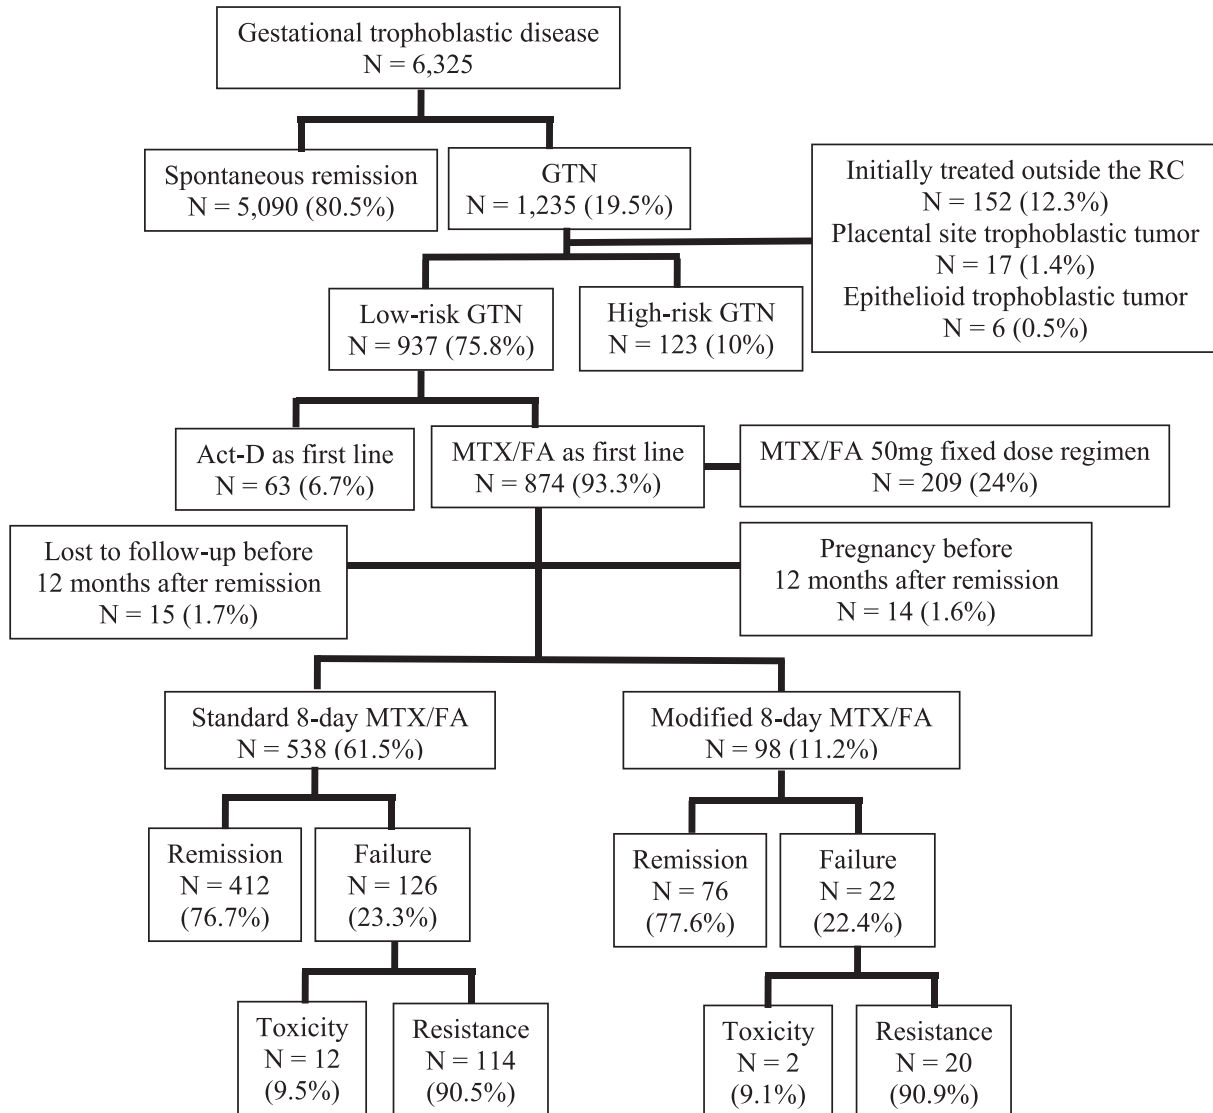 Gestational trophoblastic disease
N = 6,325
Spontaneous remission
N = 5,090 (80.5%)
GTN
N = 1,235 (19.5%)
Initially treated outside the RC
N = 152 (12.3%)
Placental site trophoblastic tumor
N = 17 (1.4%)
Epithelioid trophoblastic tumor
N = 6 (0.5%)
Low-risk GTN
N = 937 (75.8%)
High-risk GTN
N = 123 (10%)
Act-D as first line
N = 63 (6.7%)
MTX/FA as first line
N = 874 (93.3%)
MTX/FA 50mg fixed dose regimen
N = 209 (24%)
Lost to follow-up before
12 months after remission
N = 15 (1.7%)
Pregnancy before
12 months after remission
N = 14 (1.6%)
Standard 8-day MTX/FA
N = 538 (61.5%)
Modified 8-day MTX/FA
N = 98 (11.2%)
Remission
N = 412
(76.7%)
Failure
N = 126
(23.3%)
Remission
N = 76
(77.6%)
Failure
N = 22
(22.4%)
Toxicity
N = 12
(9.5%)
Resistance
N = 114
(90.5%)
Toxicity
N = 2
(9.1%)
Resistance
N = 20
(90.9%)